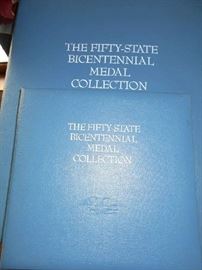 THE FIFTY-STATE
BICENTENNIAL
MEDAL
COLLECTION
THE FIFTY-STATE
BICENTENNIAL
MEDAL
COLLECTION